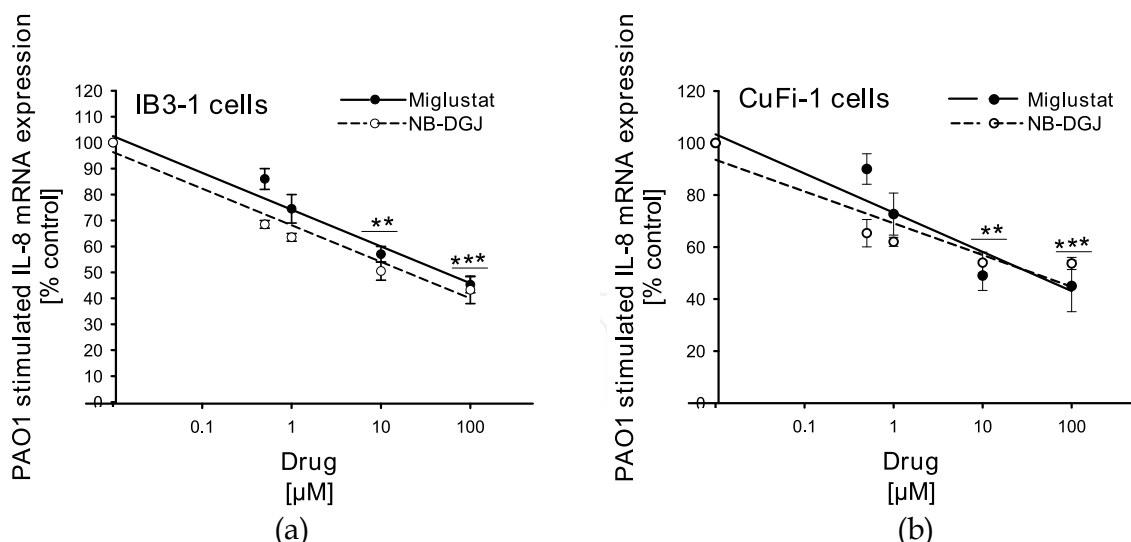 PAO1 stimulated IL-8 mRNA expression
[% control]
IB3-1 cells
Miglustat
NB-DGJ
120
110
100
90
80
70
60
50
40
30
20
10
0
**
***
0.1
1
10
100
Drug
[µM]
(a)
PAO1 stimulated IL-8 mRNA expression
[% control]
CuFi-1 cells
Miglustat
NB-DGJ
120
100
80
60
40
20
0
**
***
0.1
1
10
100
Drug
[µM]
(b)